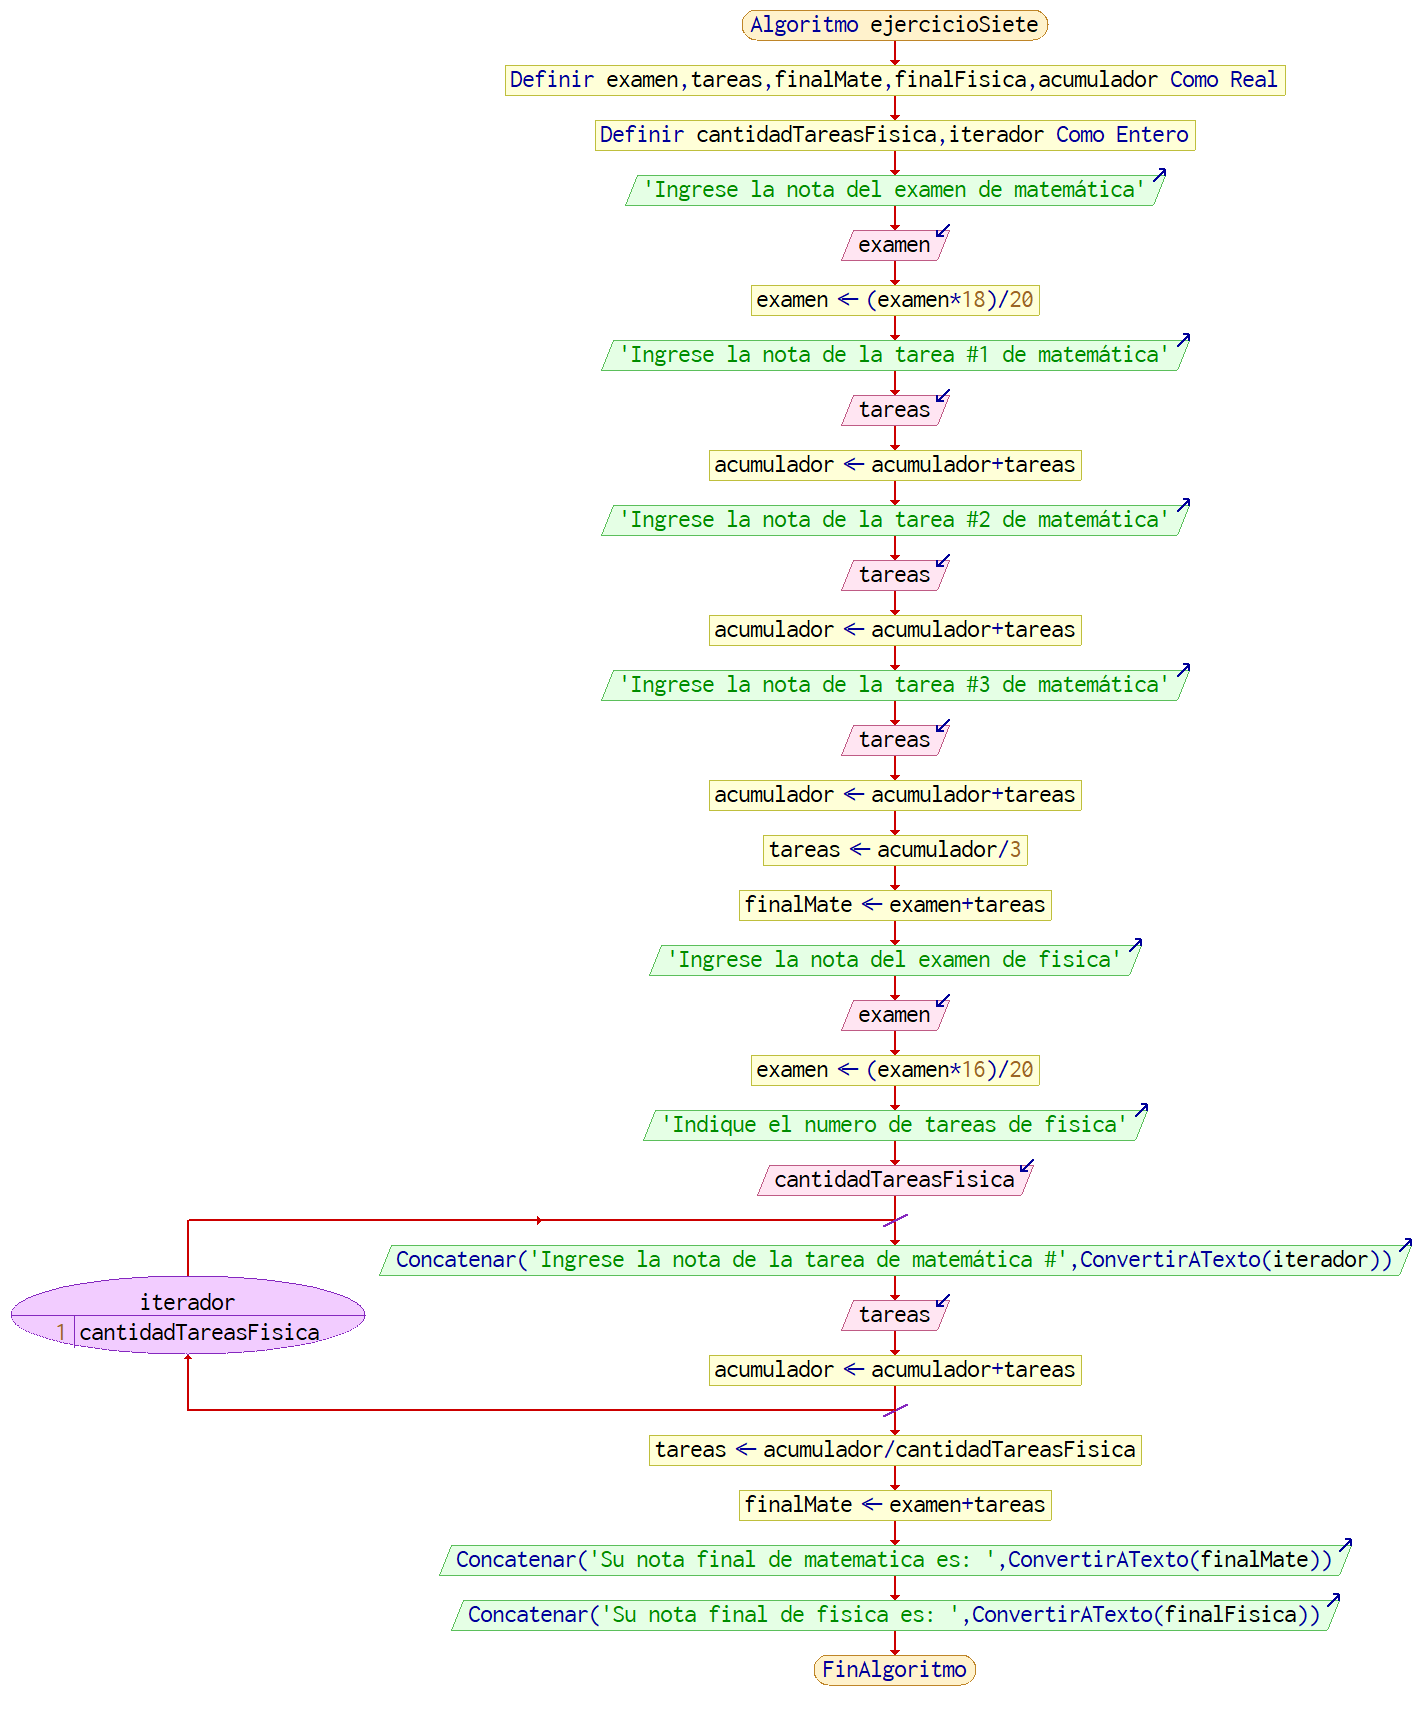 Algoritmo ejercicioSiete
Definir examen,tareas,finalMate,finalFisica,acumulador Como Real
Definir cantidadTareasFisica,iterador Como Entero
'Ingrese la nota del examen de matemática'
examen
examen ← (examen*18)/20
'Ingrese la nota de la tarea #1 de matemática'
tareas
acumulador ← acumulador+tareas
'Ingrese la nota de la tarea #2 de matemática'
tareas
acumulador ← acumulador+tareas
'Ingrese la nota de la tarea #3 de matemática'
tareas
acumulador ← acumulador+tareas
tareas ← acumulador/3
finalMate ← examen+tareas
'Ingrese la nota del examen de fisica'
examen
examen ← (examen*16)/20
'Indique el numero de tareas de fisica'
cantidadTareasFisica
iterador
1 cantidadTareasFisica
Concatenar('Ingrese la nota de la tarea de matemática #',ConvertirATexto(iterador))
tareas
acumulador ← acumulador+tareas
tareas ← acumulador/cantidadTareasFisica
finalMate ← examen+tareas
Concatenar('Su nota final de matematica es: ',ConvertirATexto(finalMate))
Concatenar('Su nota final de fisica es: ',ConvertirATexto(finalFisica))
FinAlgoritmo